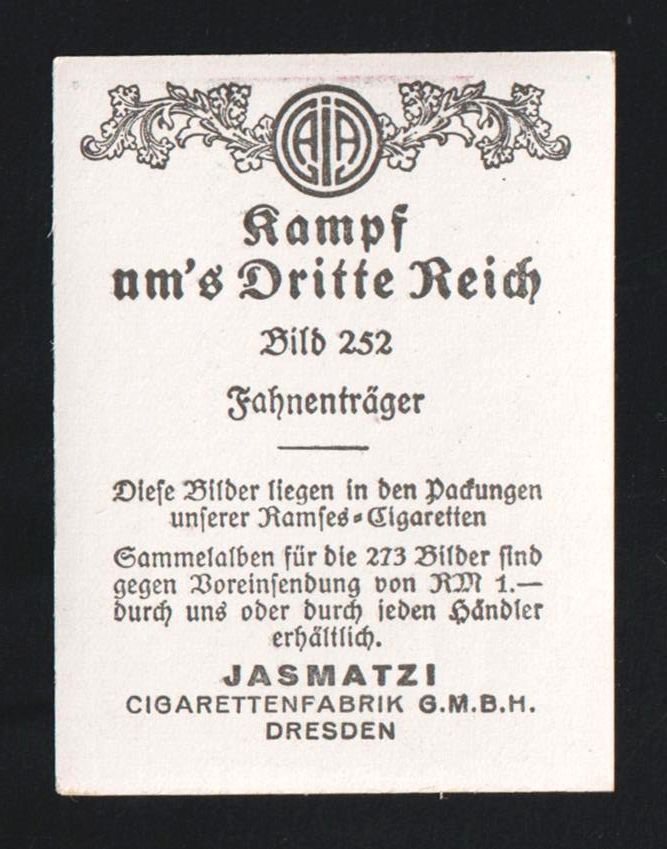 Kampf
um's Dritte Reich
Bild 252
Fahnenträger
Diese Bilder liegen in den Packungen
unserer Ramses-Cigaretten
Sammelalben für die 273 Bilder sind
gegen Voreinsendung von RM 1.—
durch uns oder durch jeden Händler
erhältlich.
JASMATZI
CIGARETTENFABRIK G.M.B.H.
DRESDEN